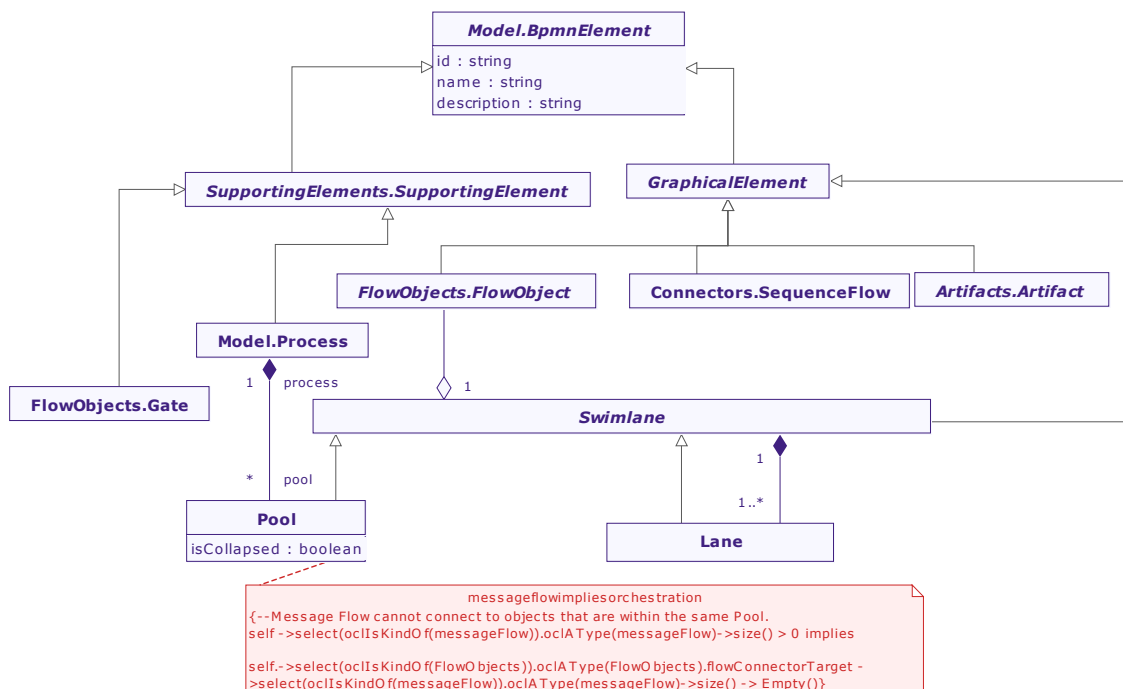 Model.BpmnElement
id : string
name : string
description : string
SupportingElements.SupportingElement
GraphicalElement
FlowObjects.FlowObject
Connectors.SequenceFlow
Artifacts.Artifact
Model.Process
1 process
1
FlowObjects.Gate
Swimlane
1
* pool
1..*
Pool
isCollapsed : boolean
Lane
messageflowimpliesorchestration
{--Message Flow cannot connect to objects that are within the same Pool.
self ->select(oclIsKindOf(messageFlow)).oclAType(messageFlow)->size() > 0 implies
self.->select(oclIsKindOf(FlowObjects)).oclAType(FlowObjects).flowConnectorTarget -
>select(oclIsKindOf(messageFlow)).oclAType(messageFlow)->size() -> Empty()}